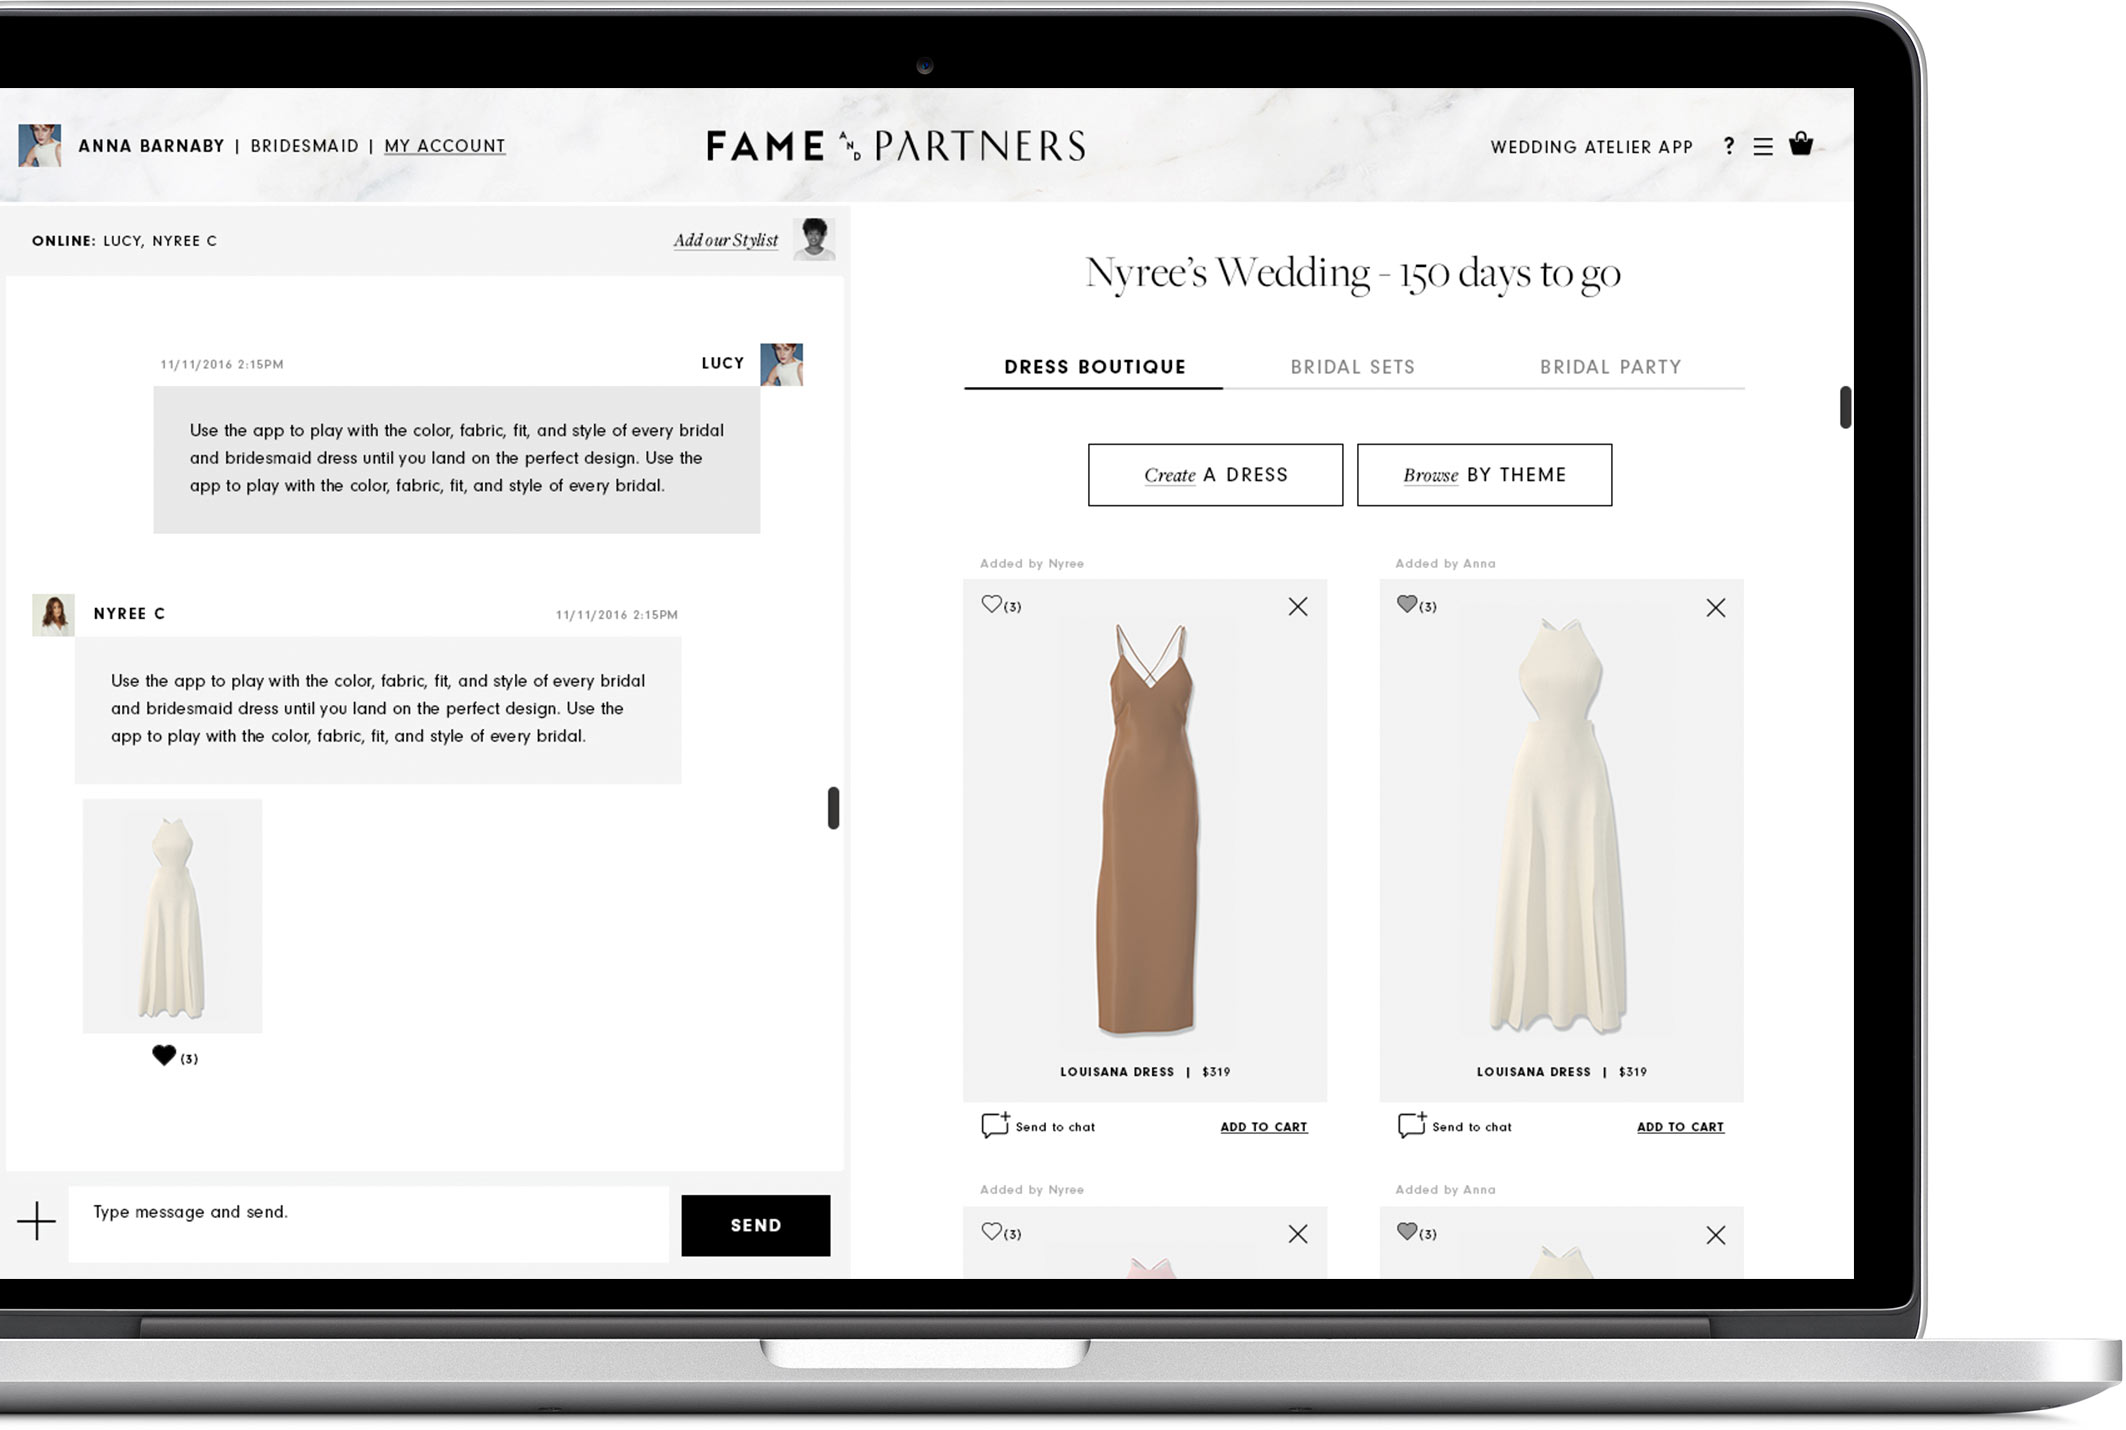 ANNA BARNABY | BRIDESMAID | MY ACCOUNT
FAME AND PARTNERS
WEDDING ATELIER APP ?
ONLINE: LUCY, NYREE C
Add our Stylist
11/11/2016 2:15PM
LUCY
Use the app to play with the color, fabric, fit, and style of every bridal
and bridesmaid dress until you land on the perfect design. Use the
app to play with the color, fabric, fit, and style of every bridal.
NYREE C
11/11/2016 2:15PM
Use the app to play with the color, fabric, fit, and style of every bridal
and bridesmaid dress until you land on the perfect design. Use the
app to play with the color, fabric, fit, and style of every bridal.
(3)
Type message and send.
SEND
Nyree's Wedding - 150 days to go
DRESS BOUTIQUE
BRIDAL SETS
BRIDAL PARTY
Create A DRESS
Browse BY THEME
Added by Nyree
Added by Anna
(3)
(3)
LOUISANA DRESS | $319
LOUISANA DRESS | $319
Send to chat
ADD TO CART
Send to chat
ADD TO CART
Added by Nyree
Added by Anna
(3)
(3)